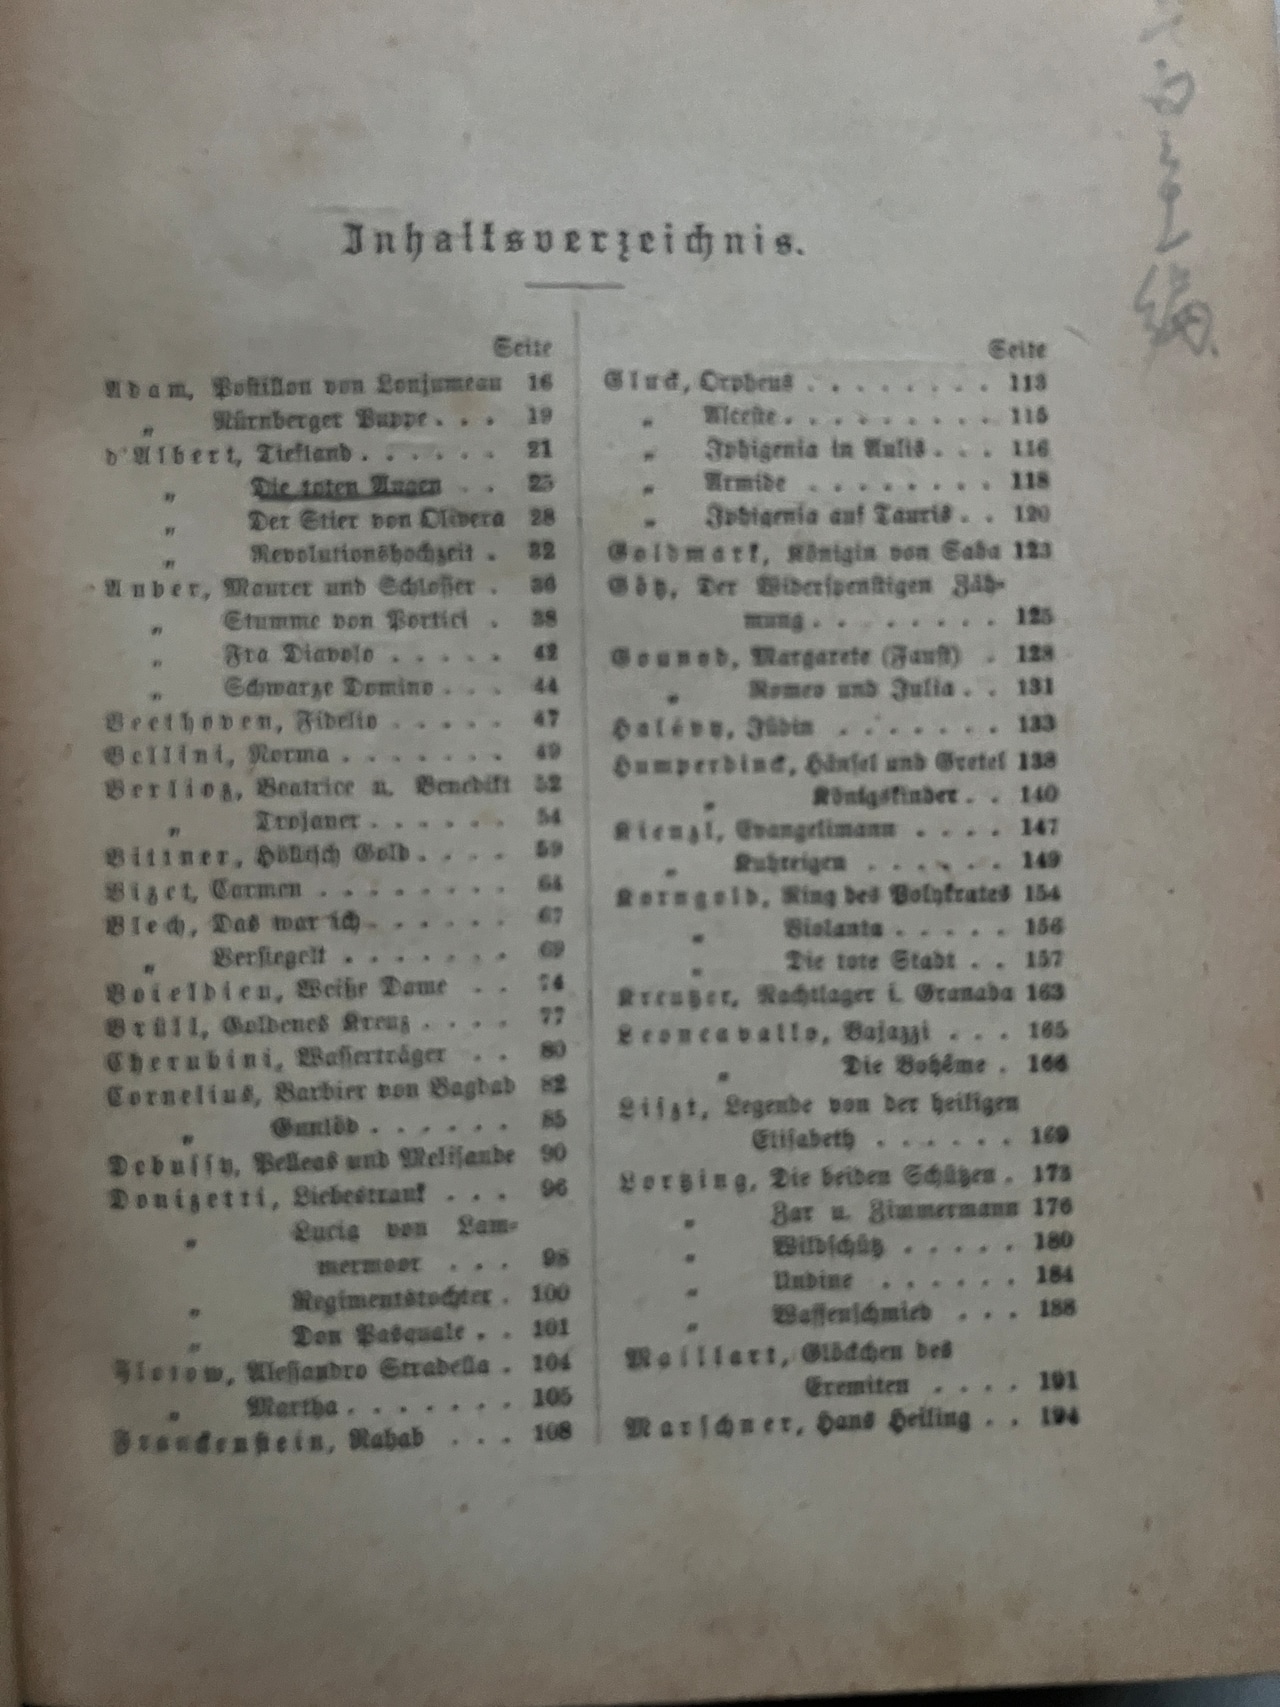 Inhaltsverzeichnis.
Seite
Adam, Postillon von Lonjumeau 16
„ Nürnberger Puppe . . . 19
d'Albert, Tiefland . . . . . . 21
„ Die toten Augen . . 25
„ Der Stier von Olivera 28
„ Revolutionshochzeit . 32
Auber, Maurer und Schlosser . 36
„ Stumme von Portici . 38
„ Fra Diavolo . . . . . 42
„ Schwarze Domino . . . 44
Beethoven, Fidelio . . . . . 47
Bellini, Norma . . . . . . . 49
Berlioz, Beatrice u. Benedikt 52
„ Trojaner . . . . . . 54
Bittner, Höllisch Gold . . . . 59
Bizet, Carmen . . . . . . . . 64
Blech, Das war ich . . . . . . 67
„ Versiegelt . . . . . . . 69
Boieldieu, Weiße Dame . . 74
Brüll, Goldenes Kreuz . . . . 77
Cherubini, Wasserträger . . 80
Cornelius, Barbier von Bagdad 82
„ Gunlöd . . . . . . 85
Debussy, Pelleas und Melisande 90
Donizetti, Liebestrank . . . 96
„ Lucia von Lam-
mermoor . . . 98
„ Regimentstochter . 100
„ Don Pasquale . . 101
Flotow, Alessandro Stradella . 104
„ Martha . . . . . . . 105
Franckenstein, Rahab . . . 108
Seite
Gluck, Orpheus . . . . . . . . 113
„ Alceste . . . . . . . . . 115
„ Iphigenia in Aulis . . . 116
„ Armide . . . . . . . . 118
„ Iphigenia auf Tauris . . 120
Goldmark, Königin von Saba 123
Götz, Der Widerspenstigen Zäh-
mung . . . . . . . . 125
Gounod, Margarete (Faust) . 128
„ Romeo und Julia . . 131
Halévy, Jüdin . . . . . . . 133
Humperdinck, Hänsel und Gretel 138
„ Königskinder . . 140
Kienzl, Evangelimann . . . . 147
„ Kuhreigen . . . . . . 149
Korngold, Ring des Polykrates 154
„ Violanta . . . . . 156
„ Die tote Stadt . . 157
Kreutzer, Nachtlager i. Granada 163
Leoncavallo, Bajazzi . . . 165
„ Die Bohême . 166
Liszt, Legende von der heiligen
Elisabeth . . . . . . 169
Lortzing, Die beiden Schützen . 173
„ Zar u. Zimmermann 176
„ Wildschütz . . . . . 180
„ Undine . . . . . . 184
„ Waffenschmied . . . 188
Maillart, Glöckchen des
Eremiten . . . . 191
Marschner, Hans Heiling . . 194